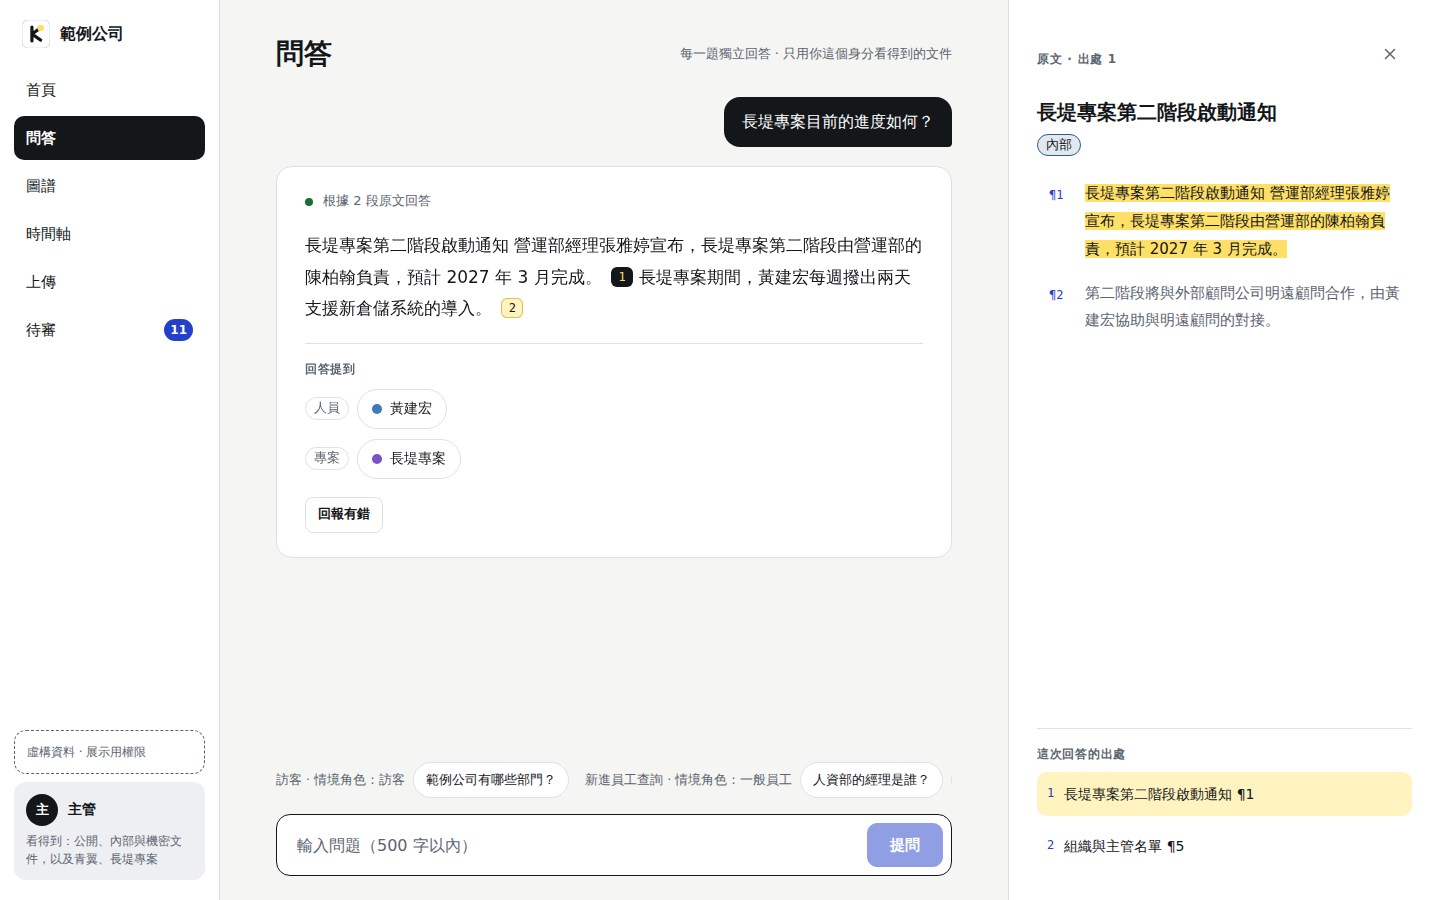 範例公司
首頁
問答
圖譜
時間軸
上傳
待審 11
虛構資料 · 展示用權限
主 主管
看得到：公開、內部與機密文
件，以及青翼、長堤專案
問答
每一題獨立回答 · 只用你這個身分看得到的文件
長堤專案目前的進度如何？
根據 2 段原文回答
長堤專案第二階段啟動通知 營運部經理張雅婷宣布，長堤專案第二階段由營運部的
陳柏翰負責，預計 2027 年 3 月完成。 1 長堤專案期間，黃建宏每週撥出兩天
支援新倉儲系統的導入。 2
回答提到
人員 黃建宏
專案 長堤專案
回報有錯
訪客 · 情境角色：訪客 範例公司有哪些部門？ 新進員工查詢 · 情境角色：一般員工 人資部的經理是誰？
輸入問題（500 字以內） 提問
原文 · 出處 1
長堤專案第二階段啟動通知
內部
¶1 長堤專案第二階段啟動通知 營運部經理張雅婷
宣布，長堤專案第二階段由營運部的陳柏翰負
責，預計 2027 年 3 月完成。
¶2 第二階段將與外部顧問公司明遠顧問合作，由黃
建宏協助與明遠顧問的對接。
這次回答的出處
1 長堤專案第二階段啟動通知 ¶1
2 組織與主管名單 ¶5